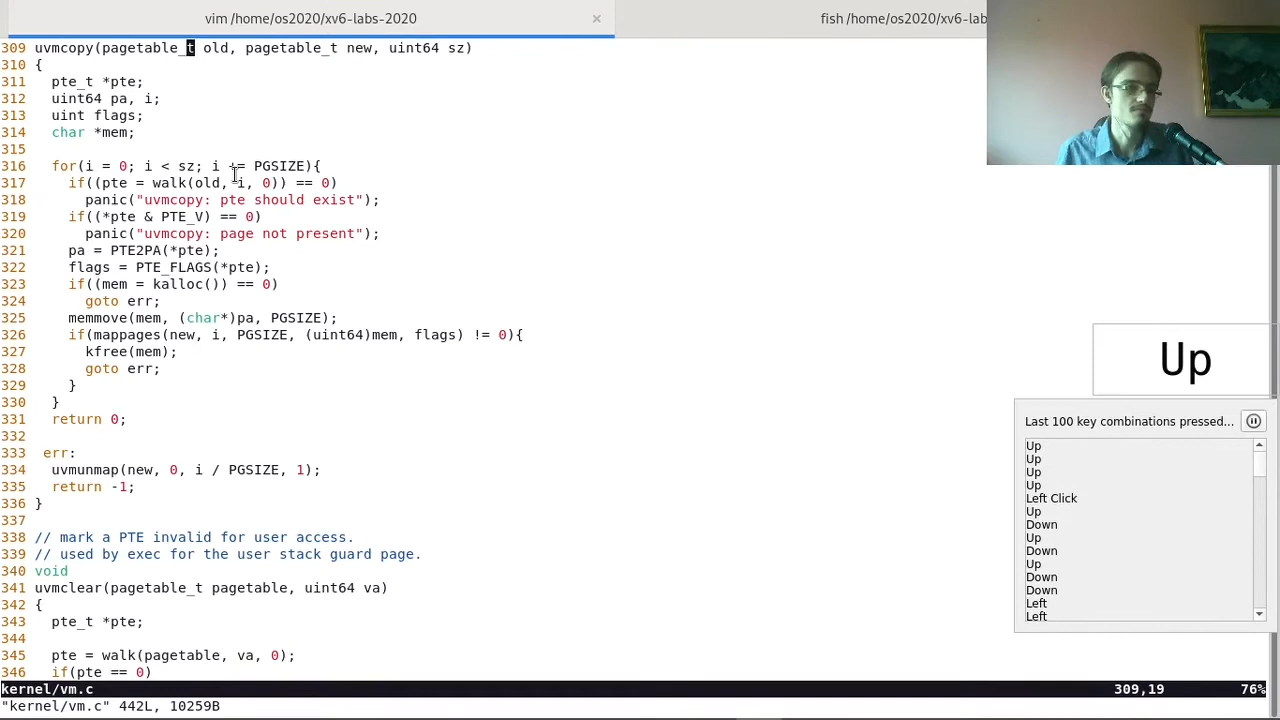 vim /home/os2020/xv6-labs-2020 × fish /home/os2020/xv6-lab
309 uvmcopy(pagetable_t old, pagetable_t new, uint64 sz)
310 {
311   pte_t *pte;
312   uint64 pa, i;
313   uint flags;
314   char *mem;
315
316   for(i = 0; i < sz; i += PGSIZE){
317     if((pte = walk(old, i, 0)) == 0)
318       panic("uvmcopy: pte should exist");
319     if((*pte & PTE_V) == 0)
320       panic("uvmcopy: page not present");
321     pa = PTE2PA(*pte);
322     flags = PTE_FLAGS(*pte);
323     if((mem = kalloc()) == 0)
324       goto err;
325     memmove(mem, (char*)pa, PGSIZE);
326     if(mappages(new, i, PGSIZE, (uint64)mem, flags) != 0){
327       kfree(mem);
328       goto err;
329     }
330   }
331   return 0;
332
333  err:
334   uvmunmap(new, 0, i / PGSIZE, 1);
335   return -1;
336 }
337
338 // mark a PTE invalid for user access.
339 // used by exec for the user stack guard page.
340 void
341 uvmclear(pagetable_t pagetable, uint64 va)
342 {
343   pte_t *pte;
344
345   pte = walk(pagetable, va, 0);
346   if(pte == 0)
kernel/vm.c 309,19 76%
"kernel/vm.c" 442L, 10259B
Up
Last 100 key combinations pressed...
Up
Up
Up
Up
Left Click
Up
Down
Up
Down
Up
Down
Down
Left
Left